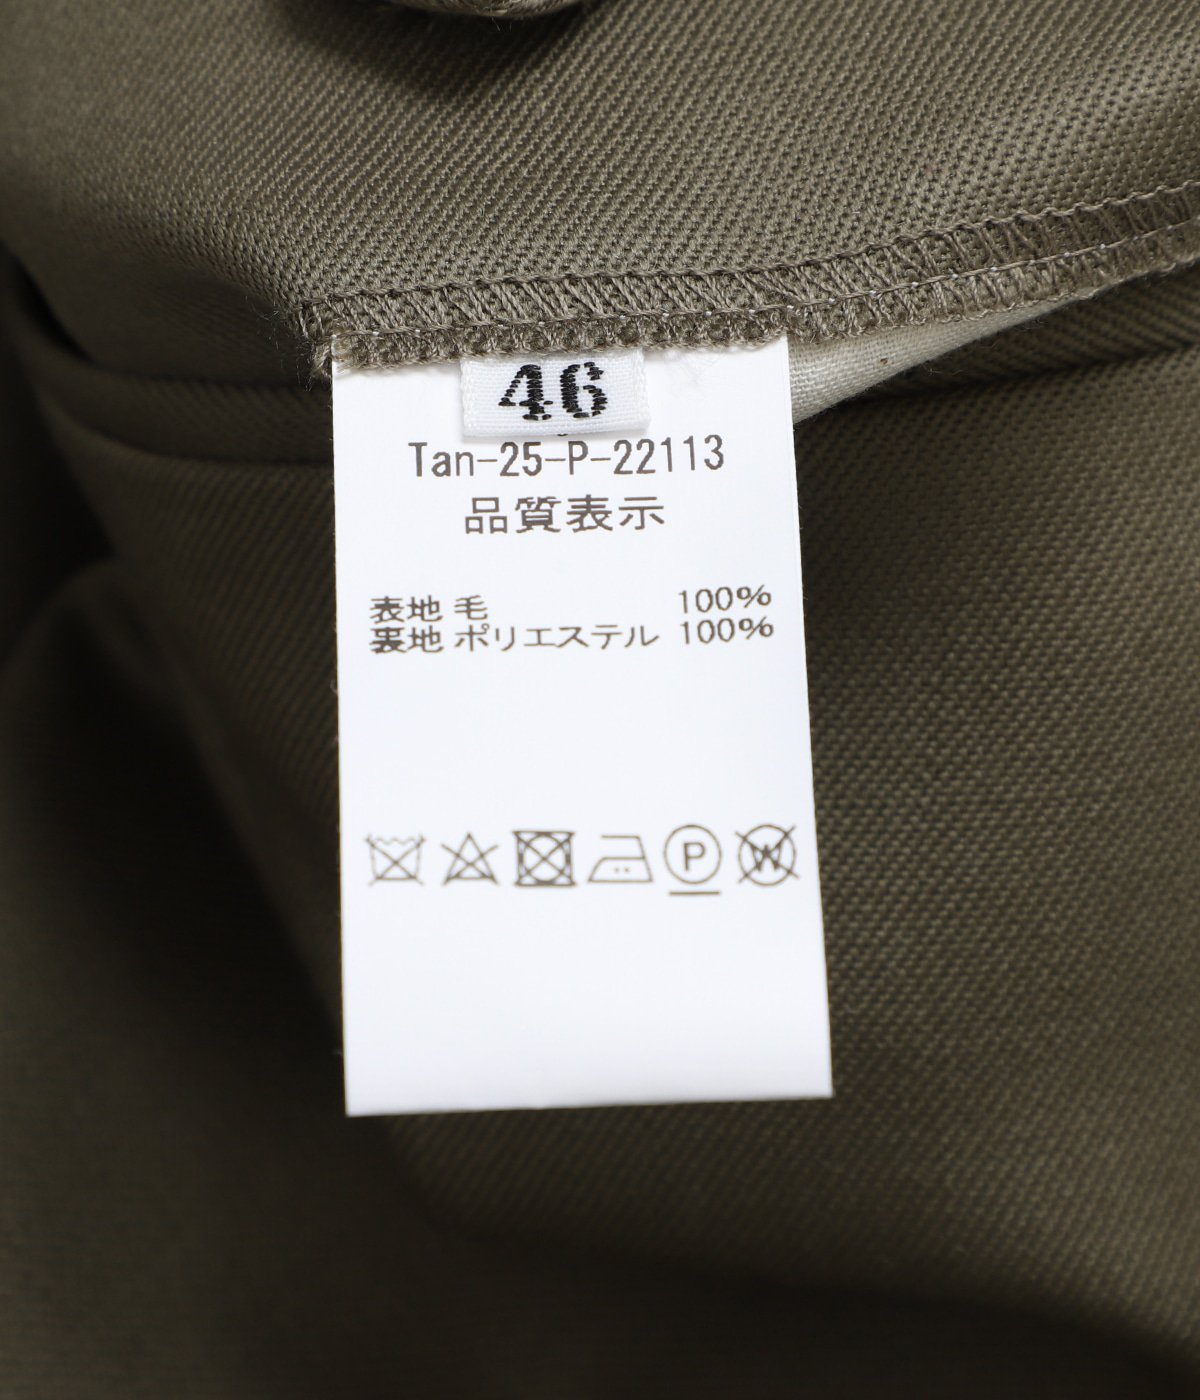 46
Tan-25-P-22113
品質表示
表地 毛 100%
裏地 ポリエステル 100%
P W